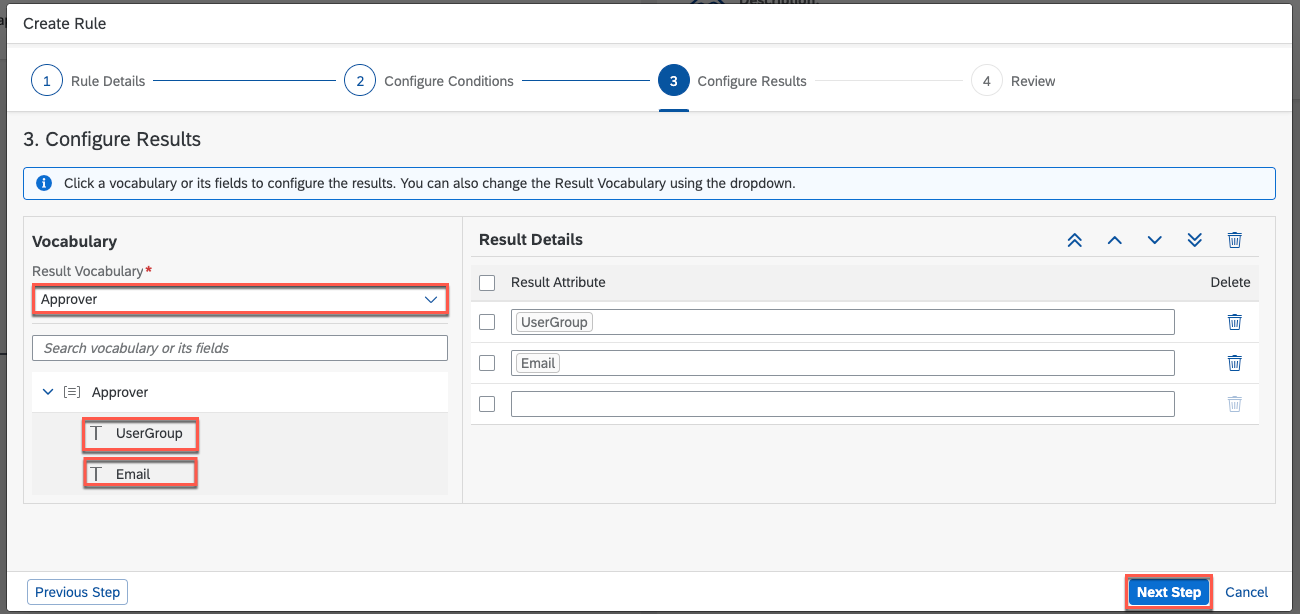 Description:
Create Rule
1 Rule Details
2 Configure Conditions
3 Configure Results
4 Review
3. Configure Results
Click a vocabulary or its fields to configure the results. You can also change the Result Vocabulary using the dropdown.
Vocabulary
Result Vocabulary*
Approver
Search vocabulary or its fields
Approver
UserGroup
Email
Result Details
Result Attribute Delete
UserGroup
Email
Previous Step
Next Step Cancel